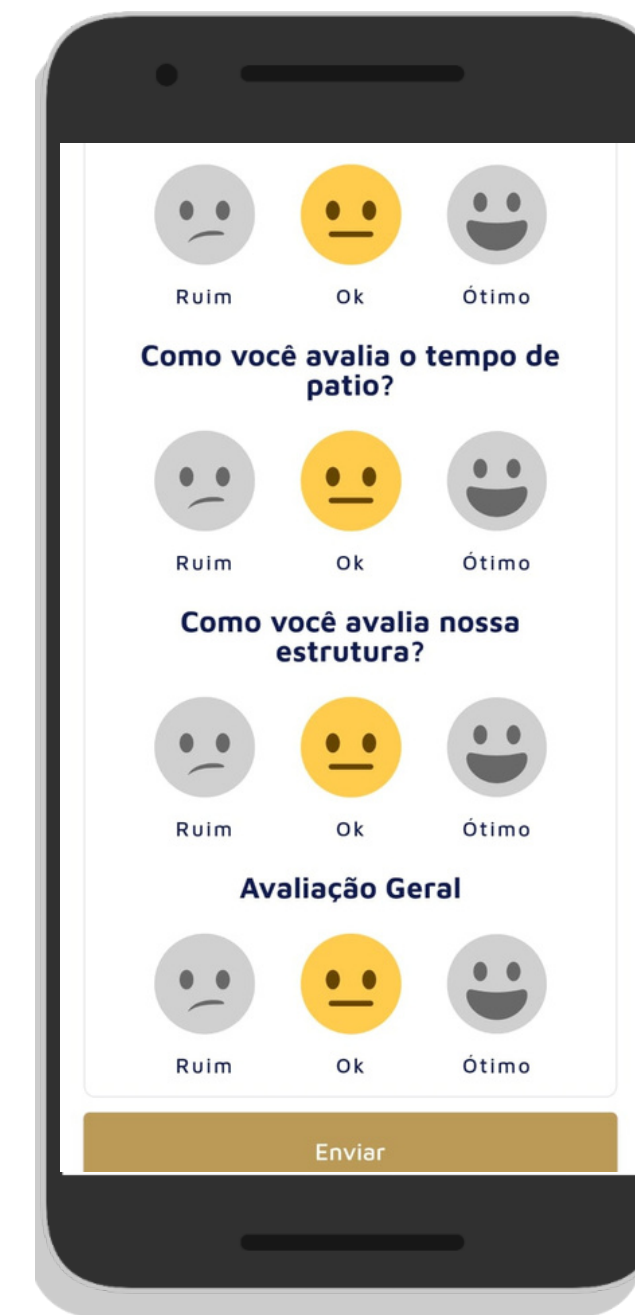 Ruim Ok Ótimo
Como você avalia o tempo de
patio?
Ruim Ok Ótimo
Como você avalia nossa
estrutura?
Ruim Ok Ótimo
Avaliação Geral
Ruim Ok Ótimo
Enviar